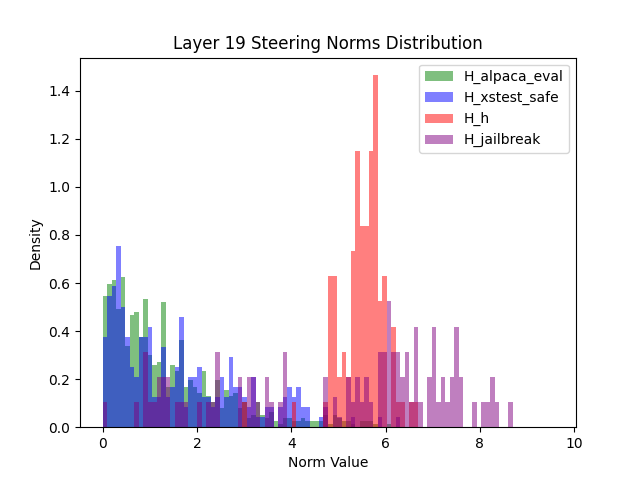 Layer 19 Steering Norms Distribution
H_alpaca_eval
H_xstest_safe
H_h
H_jailbreak
Density
1.4
1.2
1.0
0.8
0.6
0.4
0.2
0.0
0 2 4 6 8 10
Norm Value